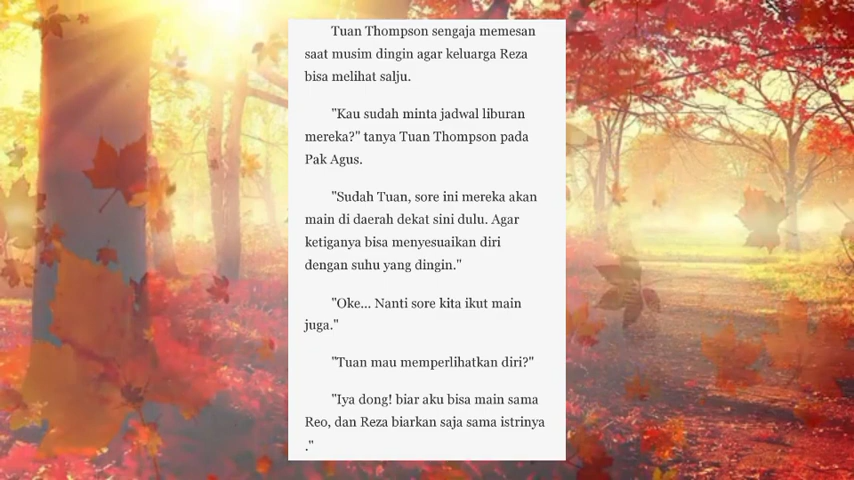 Tuan Thompson sengaja memesan
saat musim dingin agar keluarga Reza
bisa melihat salju.
"Kau sudah minta jadwal liburan
mereka?" tanya Tuan Thompson pada
Pak Agus.
"Sudah Tuan, sore ini mereka akan
main di daerah dekat sini dulu. Agar
ketiganya bisa menyesuaikan diri
dengan suhu yang dingin."
"Oke... Nanti sore kita ikut main
juga."
"Tuan mau memperlihatkan diri?"
"Iya dong! biar aku bisa main sama
Reo, dan Reza biarkan saja sama istrinya
."